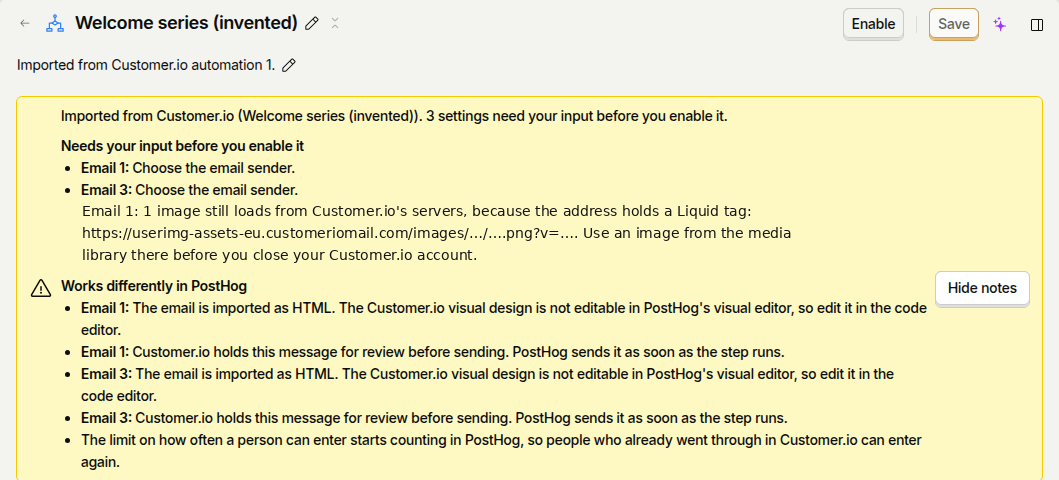 Welcome series (invented)
Enable
Save
Imported from Customer.io automation 1.
Imported from Customer.io (Welcome series (invented)). 3 settings need your input before you enable it.
Needs your input before you enable it
• Email 1: Choose the email sender.
• Email 3: Choose the email sender.
Email 1: 1 image still loads from Customer.io's servers, because the address holds a Liquid tag:
https://userimg-assets-eu.customeriomail.com/images/.../....png?v=.... Use an image from the media
library there before you close your Customer.io account.
Works differently in PostHog
Hide notes
• Email 1: The email is imported as HTML. The Customer.io visual design is not editable in PostHog's visual editor, so edit it in the code
editor.
• Email 1: Customer.io holds this message for review before sending. PostHog sends it as soon as the step runs.
• Email 3: The email is imported as HTML. The Customer.io visual design is not editable in PostHog's visual editor, so edit it in the
code editor.
• Email 3: Customer.io holds this message for review before sending. PostHog sends it as soon as the step runs.
• The limit on how often a person can enter starts counting in PostHog, so people who already went through in Customer.io can enter
again.